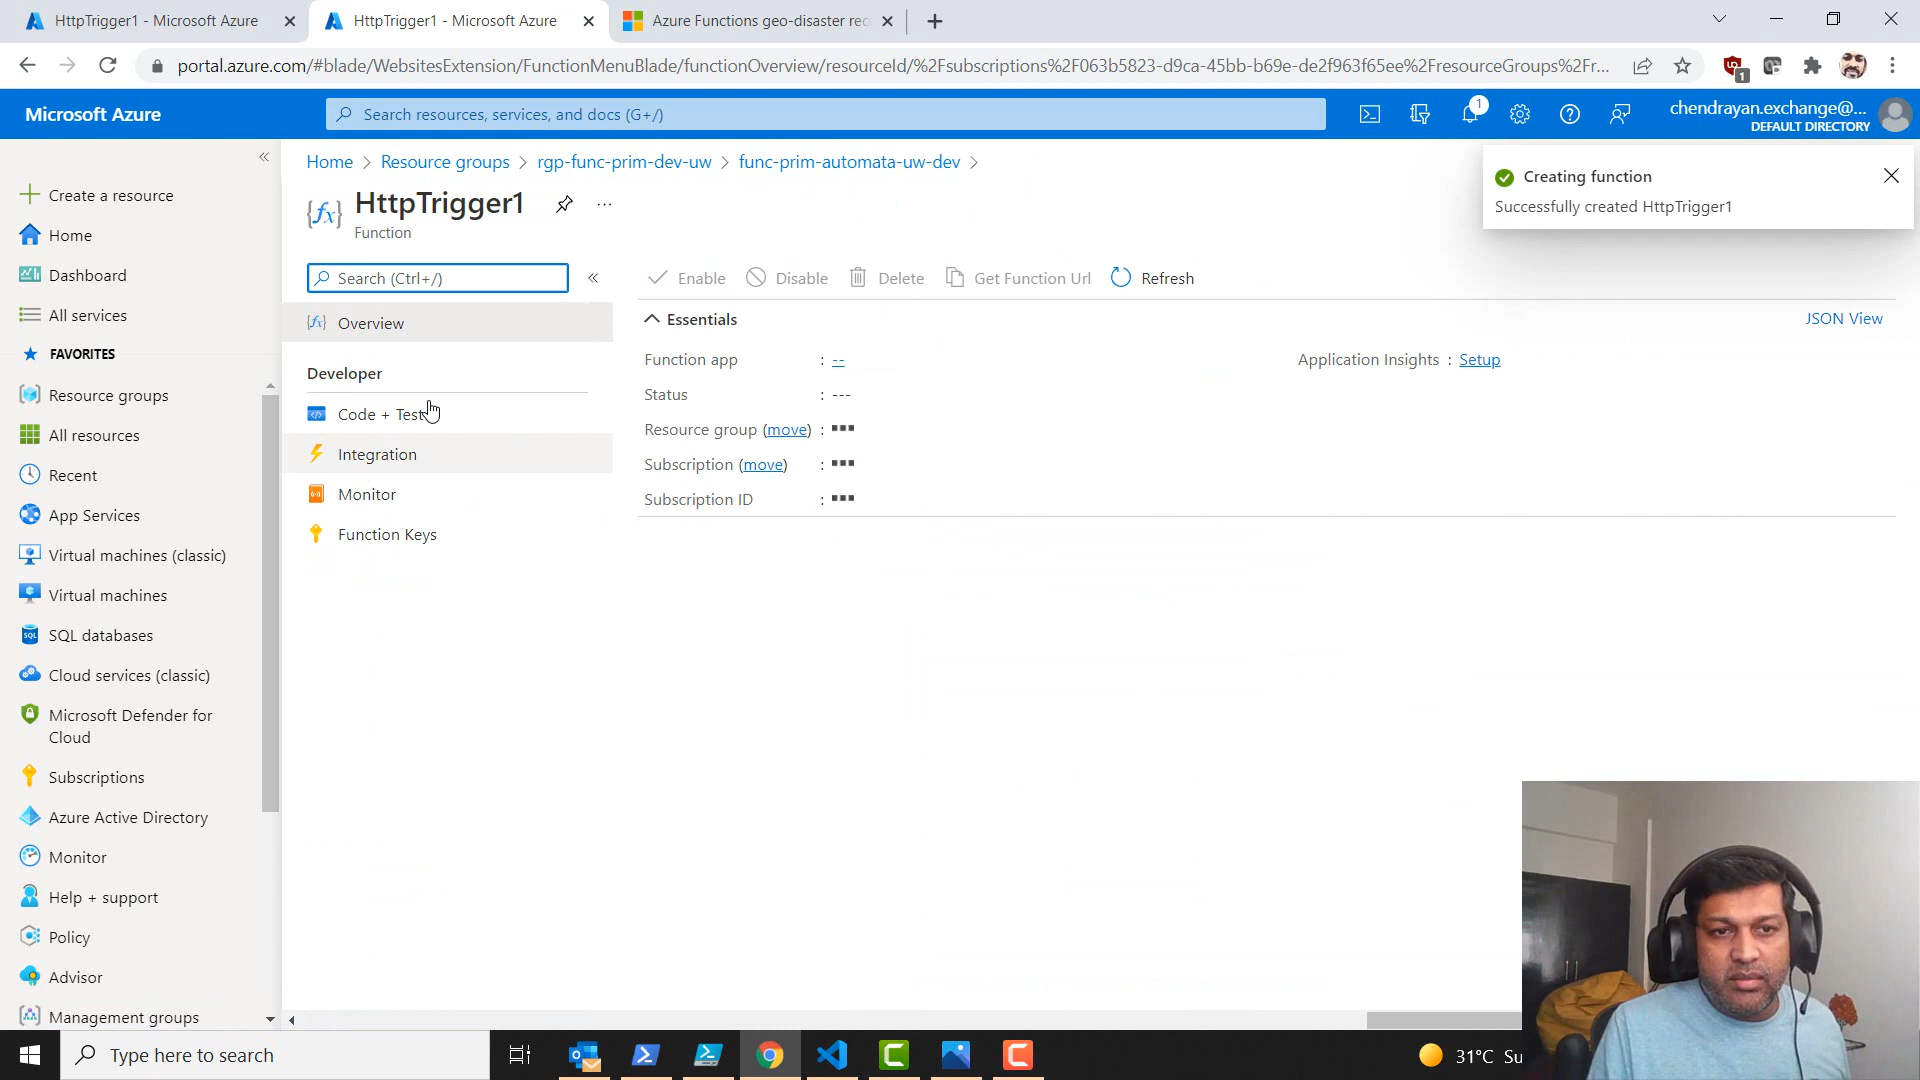 HttpTrigger1 - Microsoft Azure
HttpTrigger1 - Microsoft Azure
Azure Functions geo-disaster rec
portal.azure.com/#blade/WebsitesExtension/FunctionMenuBlade/functionOverview/resourceId/%2Fsubscriptions%2F063b5823-d9ca-45bb-b69e-de2f963f65ee%2FresourceGroups%2Fr...
1
Microsoft Azure
Search resources, services, and docs (G+/)
1
chendrayan.exchange@...
DEFAULT DIRECTORY
Create a resource
Home
Dashboard
All services
FAVORITES
Resource groups
All resources
Recent
App Services
Virtual machines (classic)
Virtual machines
SQL databases
Cloud services (classic)
Microsoft Defender for
Cloud
Subscriptions
Azure Active Directory
Monitor
Help + support
Policy
Advisor
Management groups
Home > Resource groups > rgp-func-prim-dev-uw > func-prim-automata-uw-dev >
HttpTrigger1
...
Function
Search (Ctrl+/)
Overview
Developer
Code + Test
Integration
Monitor
Function Keys
Enable
Disable
Delete
Get Function Url
Refresh
Essentials
JSON View
Function app : --
Application Insights : Setup
Status : ---
Resource group (move) :
Subscription (move) :
Subscription ID :
Creating function
Successfully created HttpTrigger1
Type here to search
31°C Su